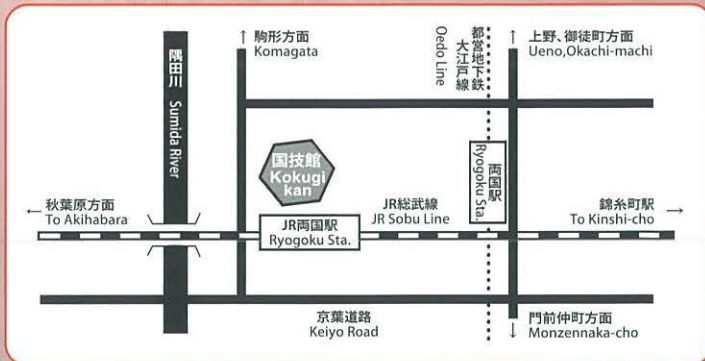 ↑ 駒形方面
Komagata
都営地下鉄
大江戸線
Oedo Line
↑ 上野、御徒町方面
Ueno,Okachi-machi
隅田川 Sumida River
国技館
Kokugi
kan
両国駅
Ryogoku Sta.
秋葉原方面
← To Akihabara
JR両国駅
Ryogoku Sta.
JR総武線
JR Sobu Line
錦糸町駅
To Kinshi-cho →
京葉道路
Keiyo Road
門前仲町方面
↓ Monzennaka-cho